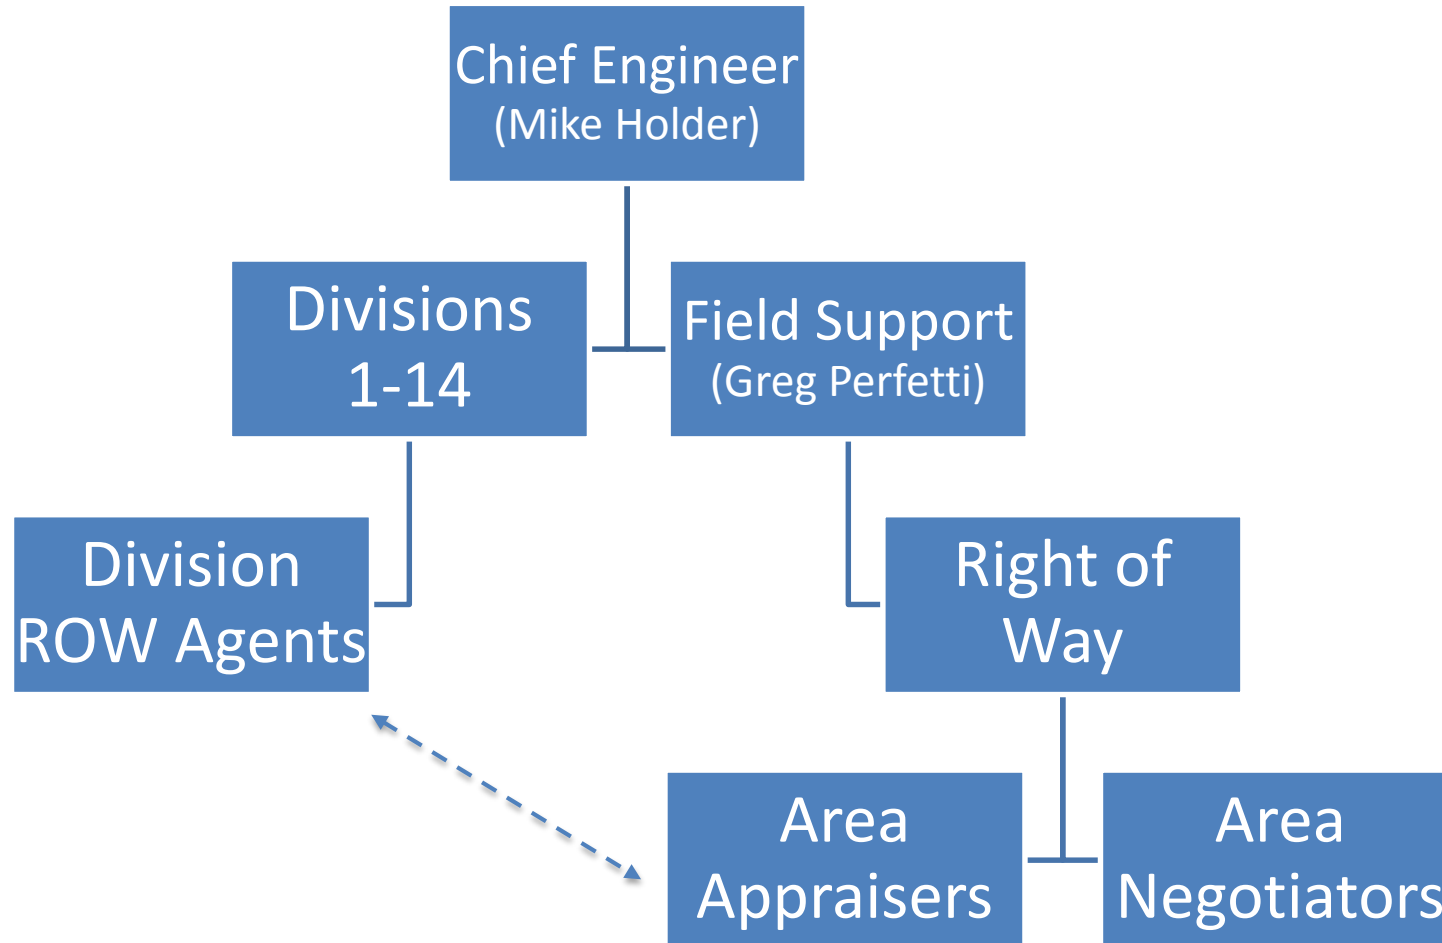 Chief Engineer
(Mike Holder)
Divisions
1-14
Field Support
(Greg Perfetti)
Division
ROW Agents
Right of
Way
Area
Appraisers
Area
Negotiators